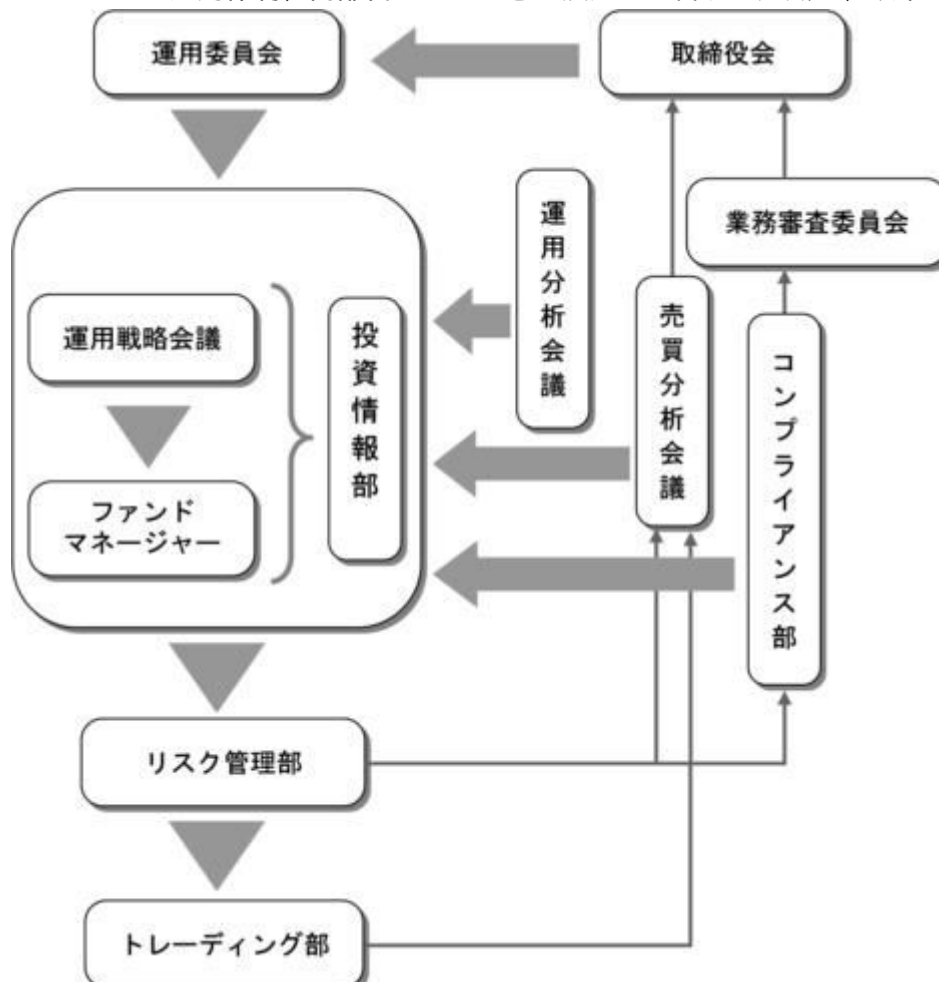 運用委員会
取締役会
業務審査委員会
運用分析会議
売買分析会議
コンプライアンス部
運用戦略会議
投資情報部
ファンド
マネージャー
リスク管理部
トレーディング部